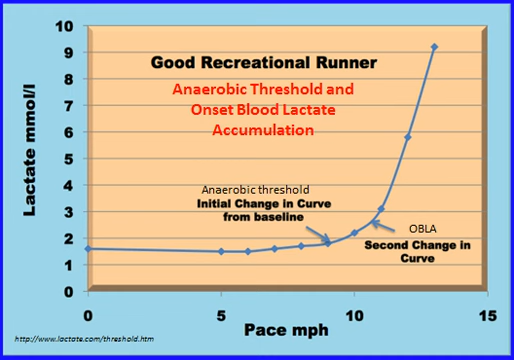 Good Recreational Runner
Anaerobic Threshold and
Onset Blood Lactate
Accumulation
Lactate mmol/l
10
9
8
7
6
5
4
3
2
1
0
Anaerobic threshold
Initial Change in Curve
from baseline
OBLA
Second Change in
Curve
0
5
10
15
Pace mph
http://www.lactate.com/threshold.htm